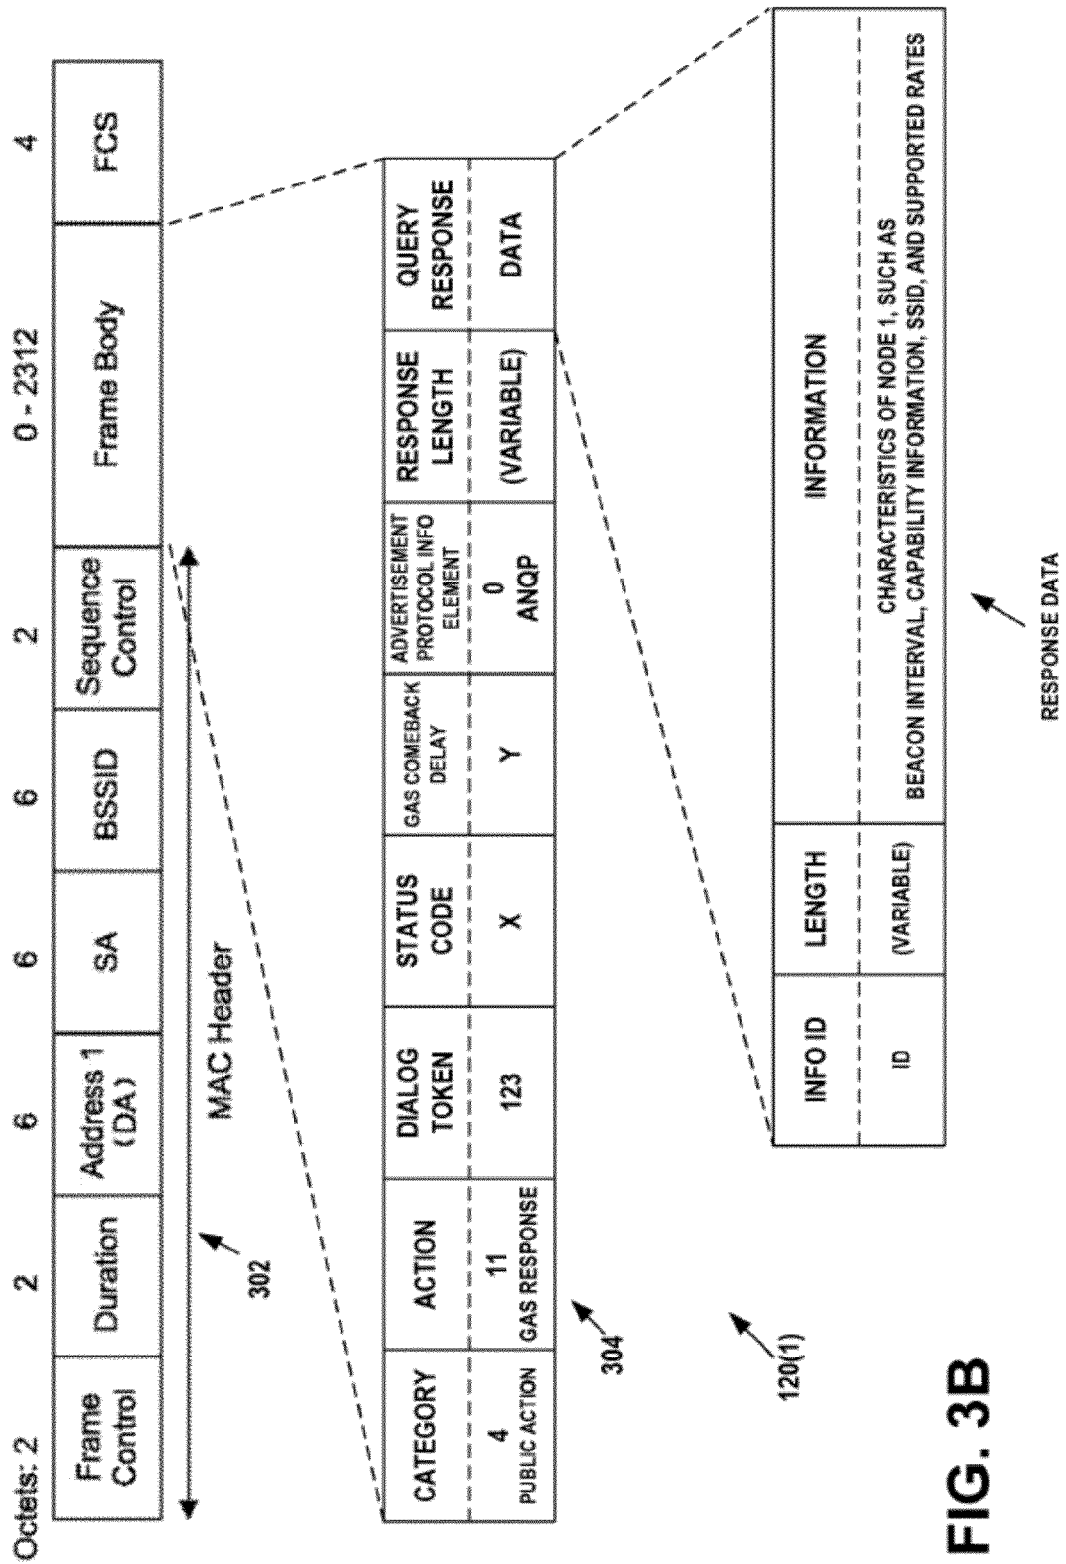 Octets: 2 2 6 6 6 2 0 - 2312 4
Frame
Control
Duration
Address 1
(DA)
SA
BSSID
Sequence
Control
Frame Body
FCS
MAC Header
302
CATEGORY
4
PUBLIC ACTION
ACTION
11
GAS RESPONSE
DIALOG
TOKEN
123
STATUS
CODE
X
GAS COMEBACK
DELAY
Y
ADVERTISEMENT
PROTOCOL INFO
ELEMENT
0
ANQP
RESPONSE
LENGTH
(VARIABLE)
QUERY
RESPONSE
DATA
304
120(1)
INFO ID
ID
LENGTH
(VARIABLE)
INFORMATION
CHARACTERISTICS OF NODE 1, SUCH AS
BEACON INTERVAL, CAPABILITY INFORMATION, SSID, AND SUPPORTED RATES
RESPONSE DATA
FIG. 3B